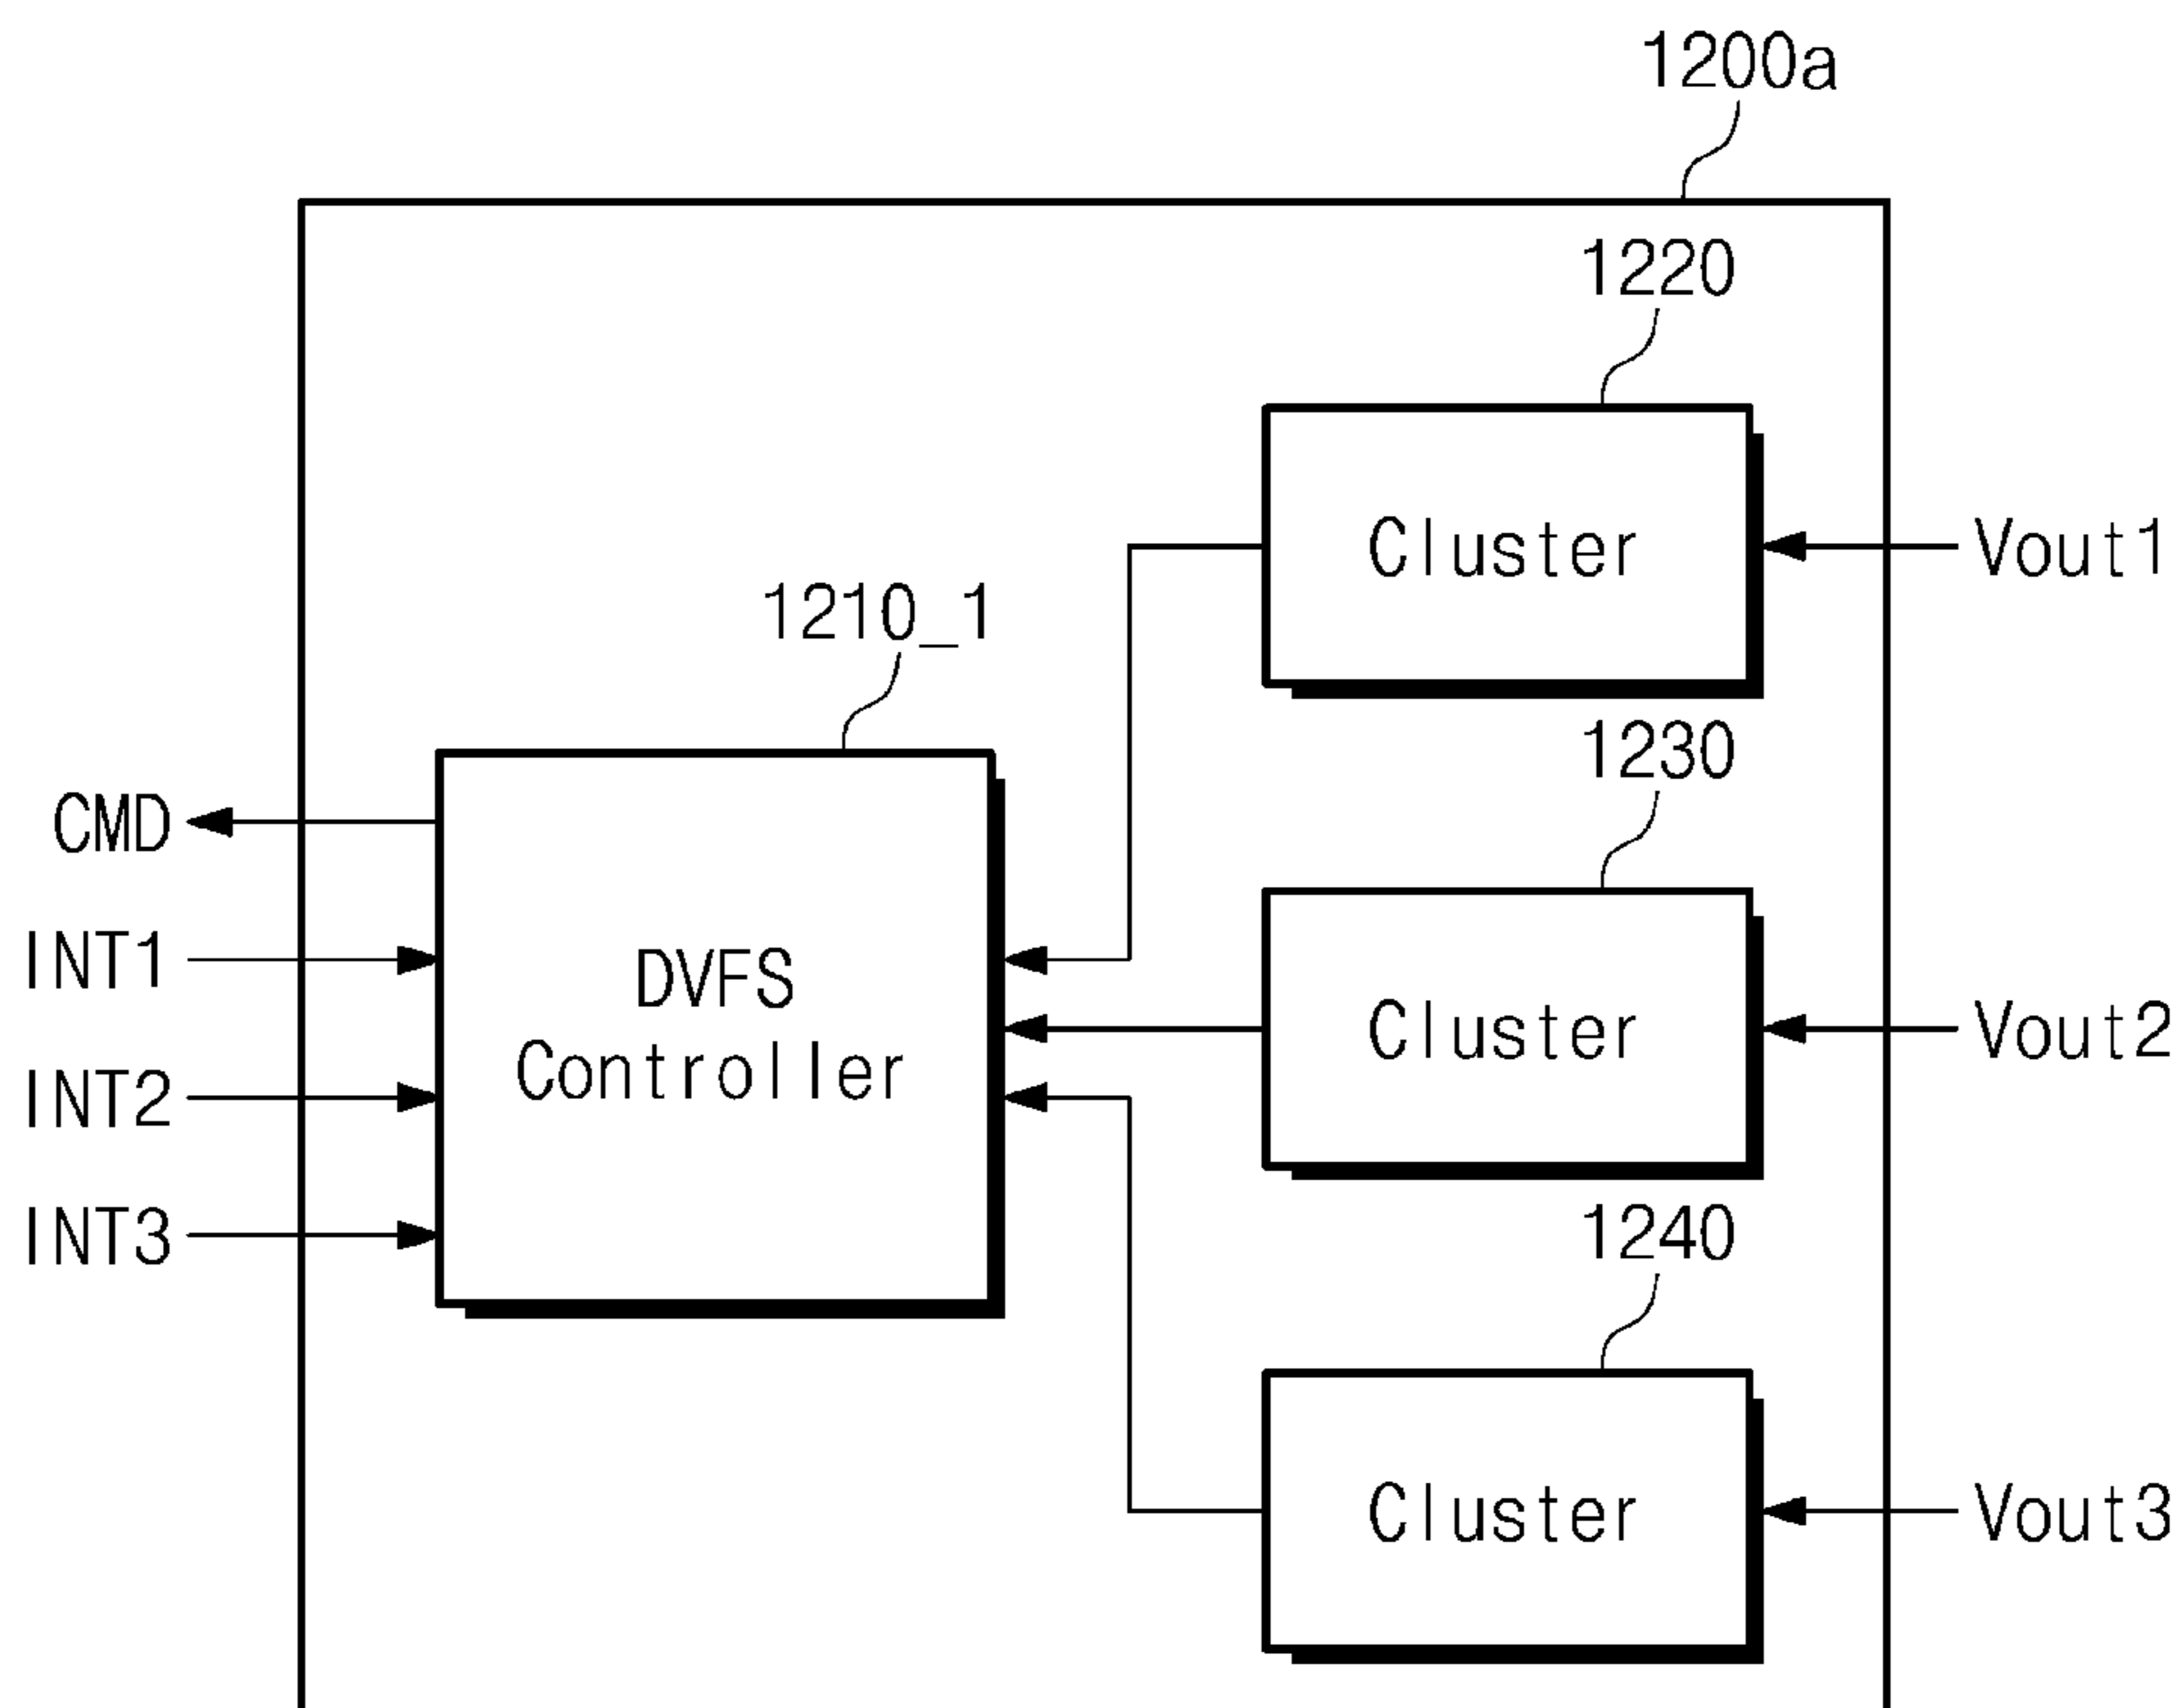 1200a
1220
Cluster
Vout1
1210_1
1230
CMD
INT1
DVFS
Controller
Cluster
Vout2
INT2
INT3
1240
Cluster
Vout3